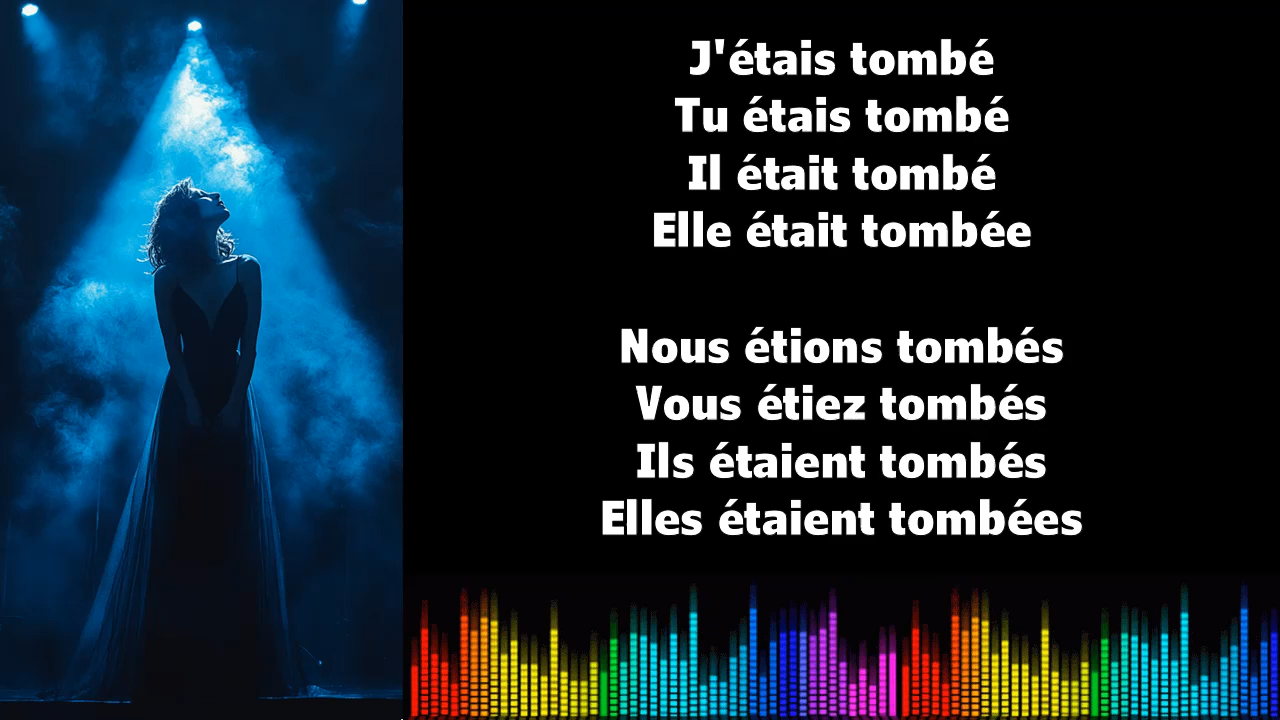 J'étais tombé
Tu étais tombé
Il était tombé
Elle était tombée
Nous étions tombés
Vous étiez tombés
Ils étaient tombés
Elles étaient tombées